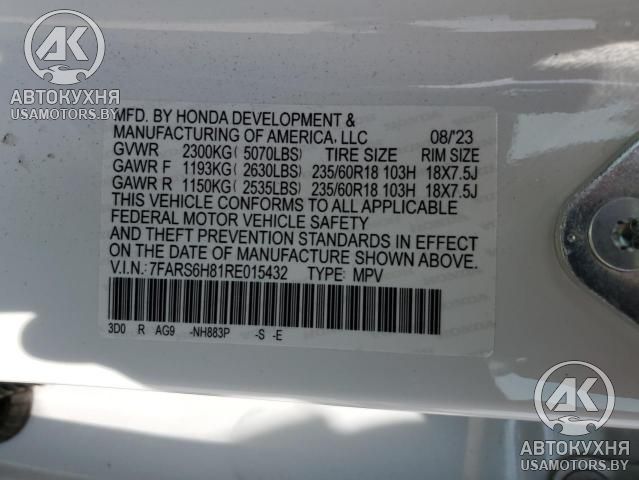 АК
АВТОКУХНЯ
USAMOTORS.BY
MFD. BY HONDA DEVELOPMENT &
MANUFACTURING OF AMERICA, LLC 08/'23
GVWR 2300KG( 5070LBS) TIRE SIZE RIM SIZE
GAWR F 1193KG( 2630LBS) 235/60R18 103H 18X7.5J
GAWR R 1150KG( 2535LBS) 235/60R18 103H 18X7.5J
THIS VEHICLE CONFORMS TO ALL APPLICABLE
FEDERAL MOTOR VEHICLE SAFETY
AND THEFT PREVENTION STANDARDS IN EFFECT
ON THE DATE OF MANUFACTURE SHOWN ABOVE.
V.I.N.: 7FARS6H81RE015432 TYPE: MPV
3D0 R AG9 -NH883P -S -E
АК
АВТОКУХНЯ
USAMOTORS.BY